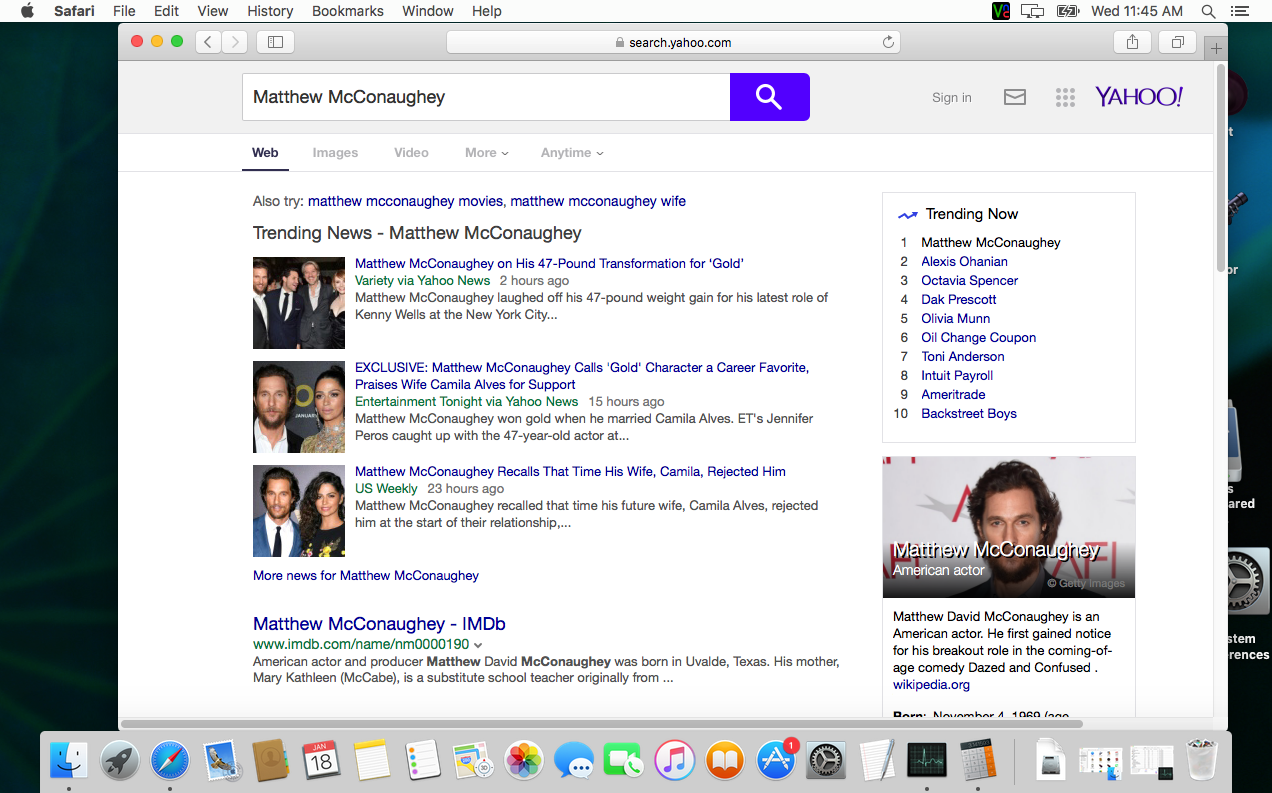 Safari File Edit View History Bookmarks Window Help Wed 11:45 AM
search.yahoo.com
Matthew McConaughey Sign in YAHOO!
Web Images Video More Anytime
Also try: matthew mcconaughey movies, matthew mcconaughey wife
Trending News - Matthew McConaughey
Matthew McConaughey on His 47-Pound Transformation for 'Gold'
Variety via Yahoo News 2 hours ago
Matthew McConaughey laughed off his 47-pound weight gain for his latest role of
Kenny Wells at the New York City...
EXCLUSIVE: Matthew McConaughey Calls 'Gold' Character a Career Favorite,
Praises Wife Camila Alves for Support
Entertainment Tonight via Yahoo News 15 hours ago
Matthew McConaughey won gold when he married Camila Alves. ET's Jennifer
Peros caught up with the 47-year-old actor at...
Matthew McConaughey Recalls That Time His Wife, Camila, Rejected Him
US Weekly 23 hours ago
Matthew McConaughey recalled that time his future wife, Camila Alves, rejected
him at the start of their relationship,...
More news for Matthew McConaughey
Matthew McConaughey - IMDb
www.imdb.com/name/nm0000190
American actor and producer Matthew David McConaughey was born in Uvalde, Texas. His mother,
Mary Kathleen (McCabe), is a substitute school teacher originally from ...
Trending Now
1 Matthew McConaughey
2 Alexis Ohanian
3 Octavia Spencer
4 Dak Prescott
5 Olivia Munn
6 Oil Change Coupon
7 Toni Anderson
8 Intuit Payroll
9 Ameritrade
10 Backstreet Boys
AFI
Matthew McConaughey
American actor
© Getty Images
Matthew David McConaughey is an
American actor. He first gained notice
for his breakout role in the coming-of-
age comedy Dazed and Confused .
wikipedia.org
Born: November 4, 1969 (age
JAN
18
1